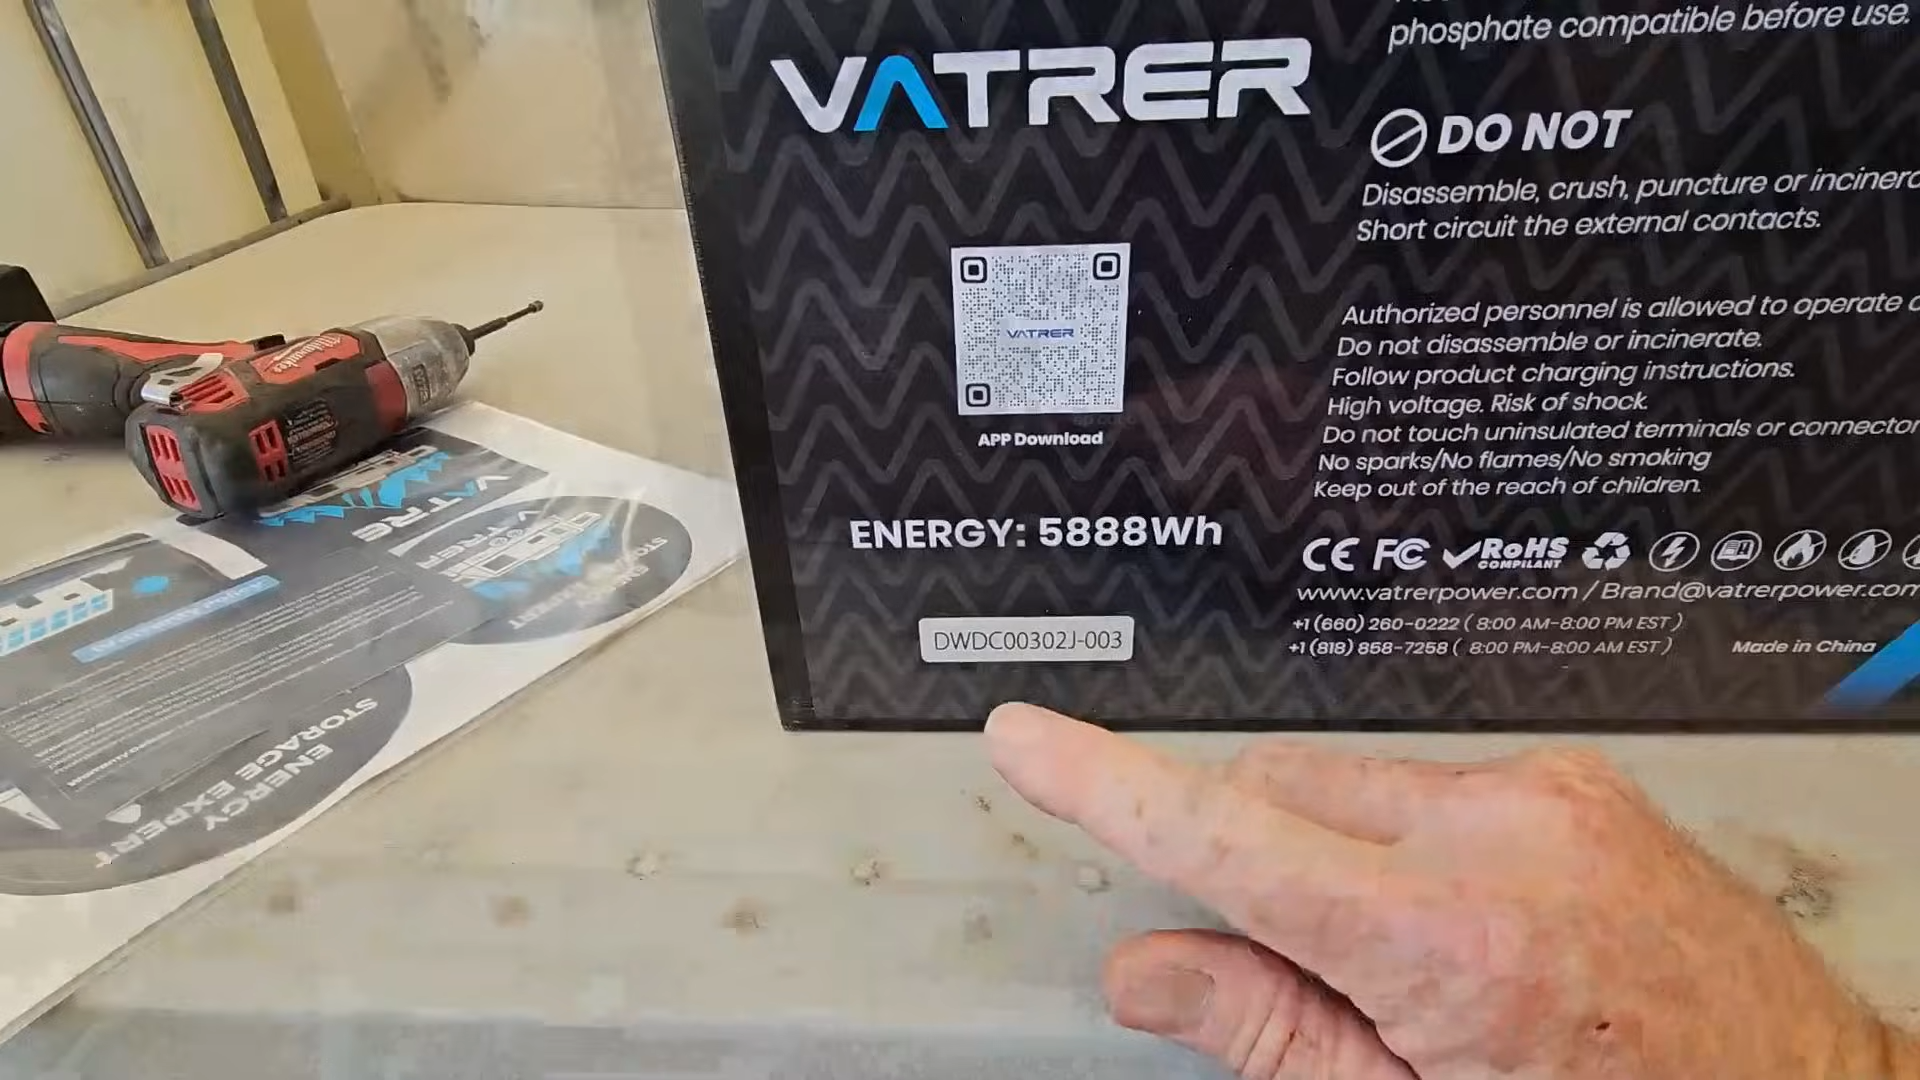 phosphate compatible before use.
VATRER
DO NOT
Disassemble, crush, puncture or incinera
Short circuit the external contacts.
VATRER
APP Download
Authorized personnel is allowed to operate
Do not disassemble or incinerate.
Follow product charging instructions.
High voltage. Risk of shock.
Do not touch uninsulated terminals or connector
No sparks/No flames/No smoking
Keep out of the reach of children.
ENERGY: 5888Wh
CE FC RoHS
COMPILANT
www.vatrerpower.com / Brand@vatrerpower.com
+1 (660) 260-0222 ( 8:00 AM-8:00 PM EST )
+1 (818) 858-7258 ( 8:00 PM-8:00 AM EST )
Made in China
DWDC00302J-003
Milwaukee
VATRE
VATRER
STORAGE EXPERT
ENERGY